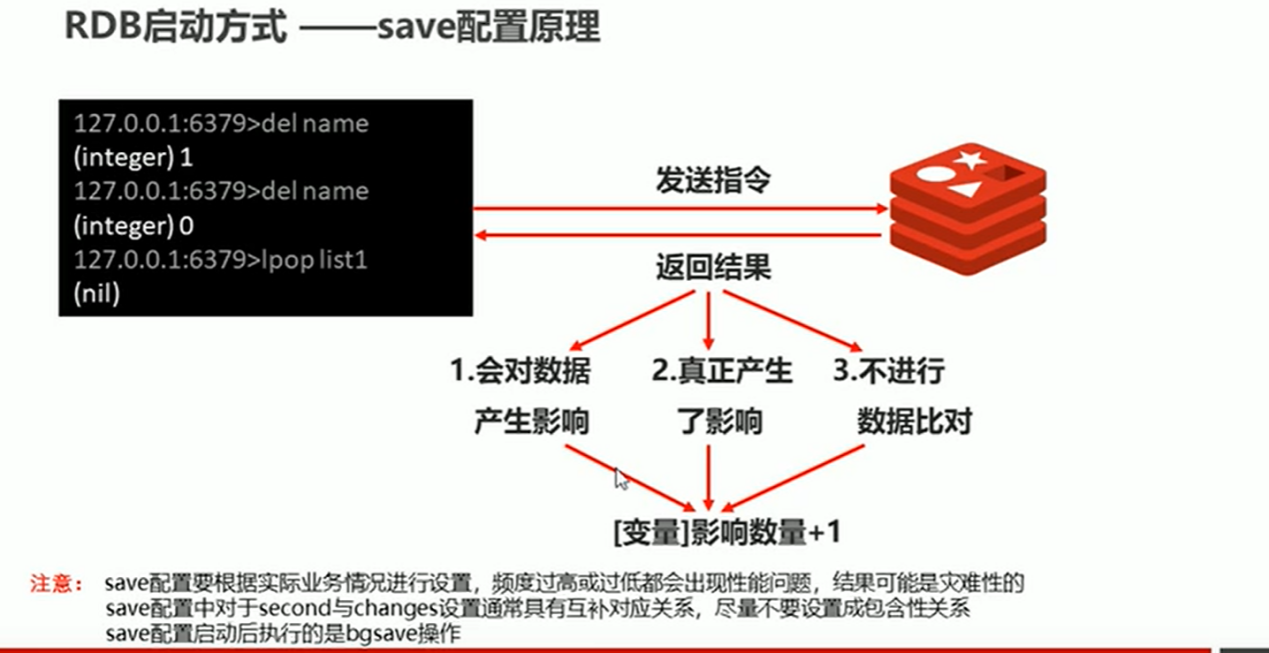 RDB启动方式 ——save配置原理
127.0.0.1:6379>del name
(integer) 1
127.0.0.1:6379>del name
(integer) 0
127.0.0.1:6379>lpop list1
(nil)
发送指令
返回结果
1.会对数据
产生影响
2.真正产生
了影响
3.不进行
数据比对
[变量]影响数量+1
注意： save配置要根据实际业务情况进行设置，频度过高或过低都会出现性能问题，结果可能是灾难性的
save配置中对于second与changes设置通常具有互补对应关系，尽量不要设置成包含性关系
save配置启动后执行的是bgsave操作